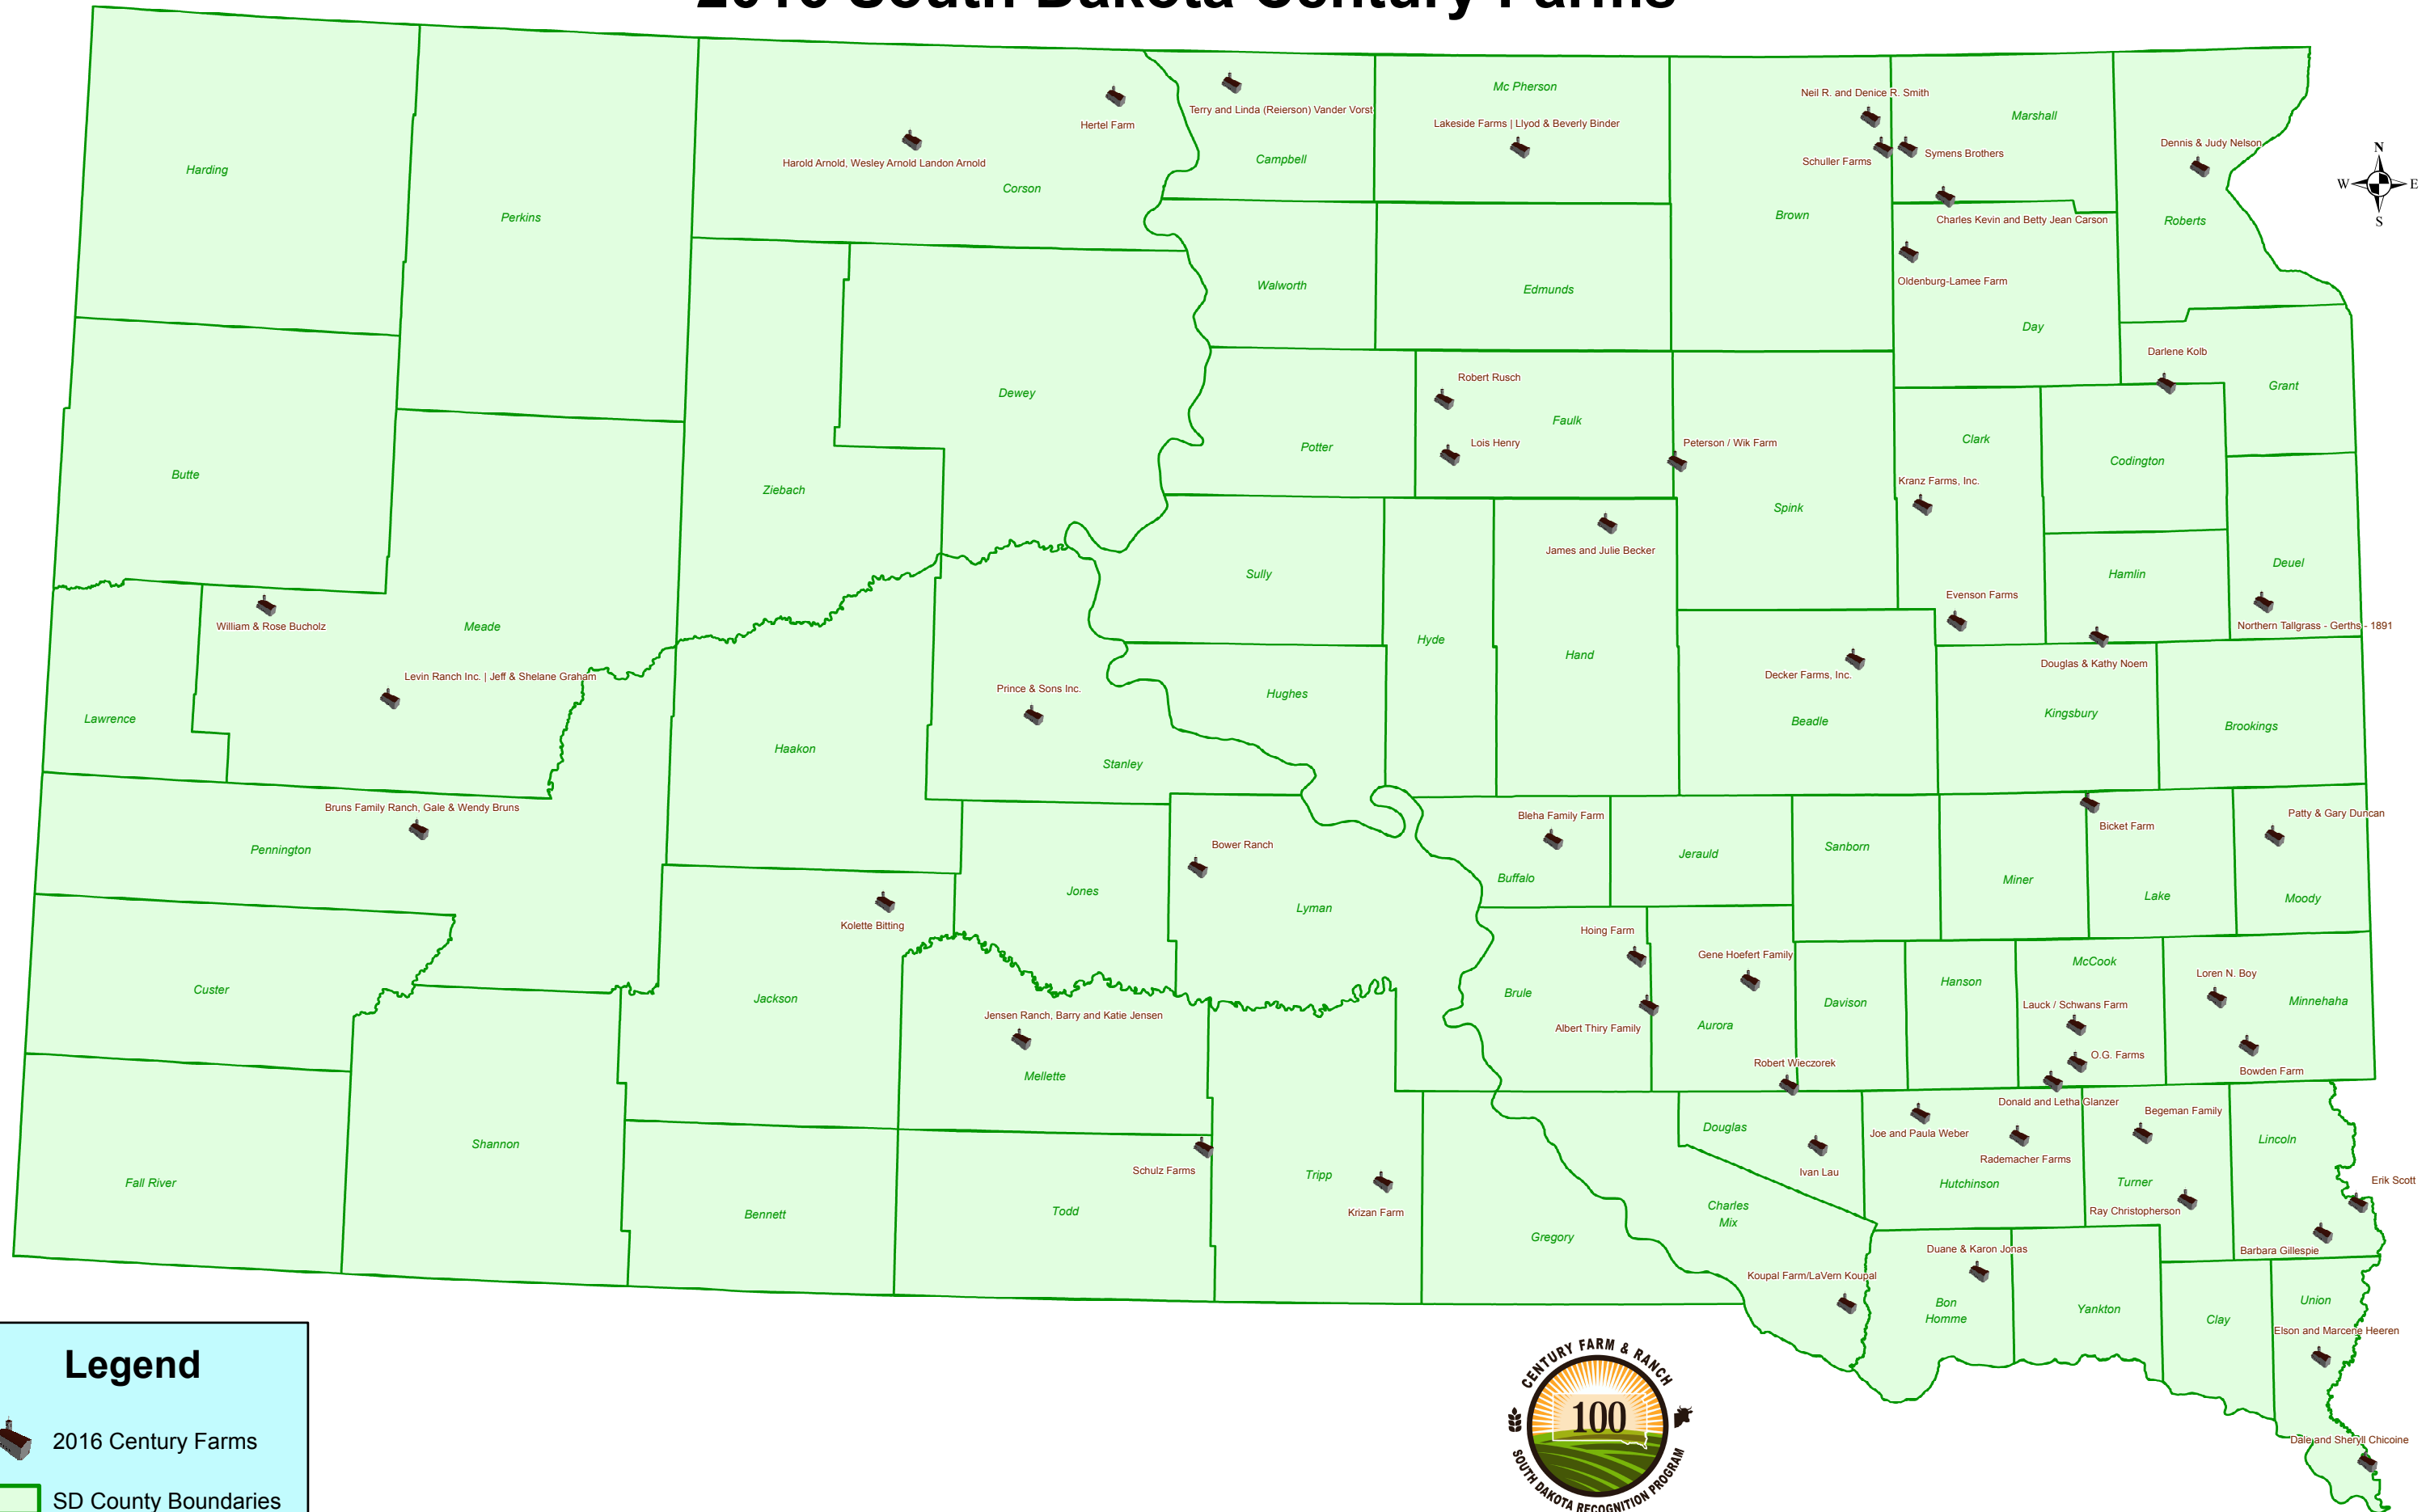 2016 South Dakota Century Farms
Harding
Perkins
Hertel Farm
Harold Arnold, Wesley Arnold Landon Arnold
Corson
Terry and Linda (Reierson) Vander Vorst
Campbell
Mc Pherson
Lakeside Farms | Llyod & Beverly Binder
Neil R. and Denice R. Smith
Schuller Farms
Symens Brothers
Marshall
Dennis & Judy Nelson
N
W E
S
Brown
Charles Kevin and Betty Jean Carson
Roberts
Oldenburg-Lamee Farm
Walworth
Edmunds
Day
Darlene Kolb
Grant
Dewey
Robert Rusch
Faulk
Lois Henry
Potter
Peterson / Wik Farm
Clark
Codington
Butte
Ziebach
Kranz Farms, Inc.
Spink
James and Julie Becker
Sully
Hamlin
Deuel
Evenson Farms
William & Rose Bucholz
Meade
Northern Tallgrass - Gerths - 1891
Hyde
Hand
Douglas & Kathy Noem
Levin Ranch Inc. | Jeff & Shelane Graham
Prince & Sons Inc.
Hughes
Decker Farms, Inc.
Kingsbury
Lawrence
Beadle
Brookings
Haakon
Stanley
Bruns Family Ranch, Gale & Wendy Bruns
Pennington
Bower Ranch
Bleha Family Farm
Bicket Farm
Patty & Gary Duncan
Buffalo
Jerauld
Sanborn
Miner
Lake
Moody
Jones
Lyman
Kolette Bitting
Hoing Farm
Gene Hoefert Family
McCook
Loren N. Boy
Custer
Jackson
Brule
Hanson
Davison
Minnehaha
Lauck / Schwans Farm
Jensen Ranch, Barry and Katie Jensen
Albert Thiry Family
Aurora
O.G. Farms
Robert Wieczorek
Bowden Farm
Mellette
Donald and Letha Glanzer
Begeman Family
Douglas
Joe and Paula Weber
Lincoln
Shannon
Rademacher Farms
Schulz Farms
Tripp
Ivan Lau
Fall River
Hutchinson
Turner
Erik Scott
Bennett
Todd
Krizan Farm
Charles
Mix
Ray Christopherson
Gregory
Duane & Karon Jonas
Barbara Gillespie
Koupal Farm/LaVern Koupal
Bon
Homme
Yankton
Clay
Union
Elson and Marcene Heeren
Dale and Sheryll Chicoine
Legend
2016 Century Farms
SD County Boundaries
CENTURY FARM & RANCH
100
SOUTH DAKOTA RECOGNITION PROGRAM